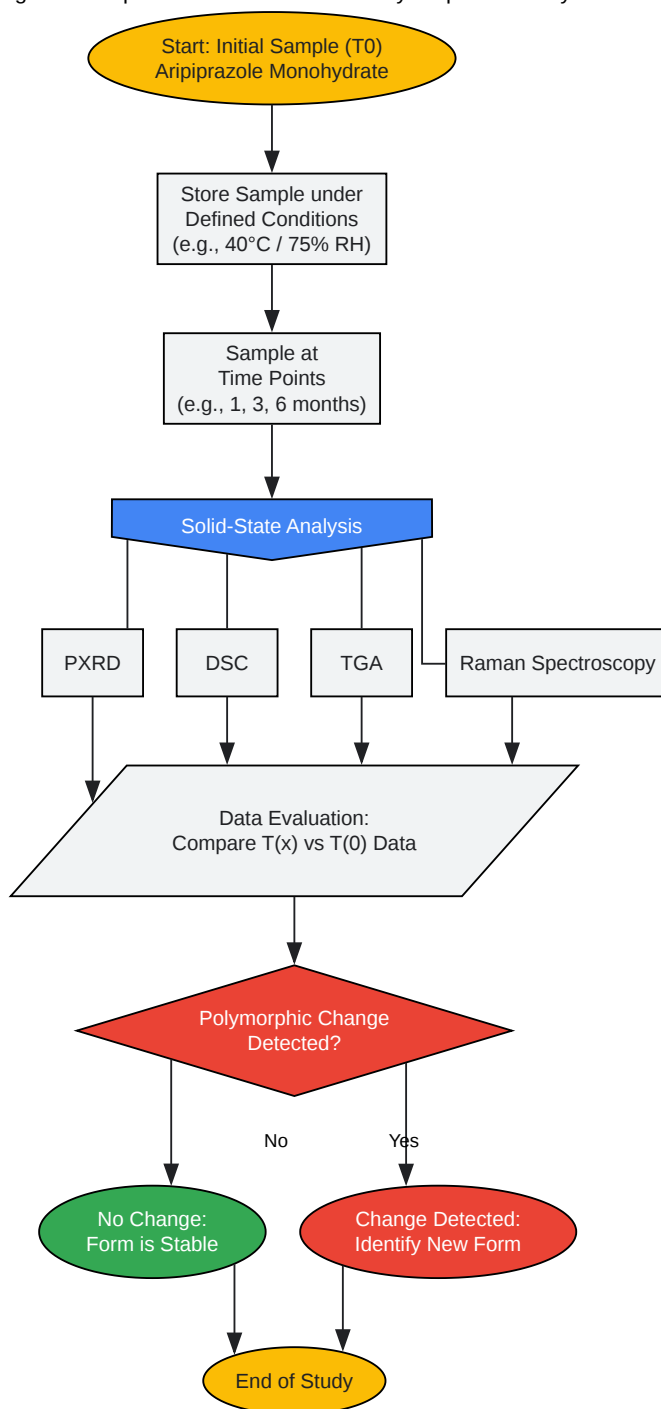 Start: Initial Sample (T0)
Aripiprazole Monohydrate
Store Sample under
Defined Conditions
(e.g., 40°C / 75% RH)
Sample at
Time Points
(e.g., 1, 3, 6 months)
Solid-State Analysis
PXRD
DSC
TGA
Raman Spectroscopy
Data Evaluation:
Compare T(x) vs T(0) Data
Polymorphic Change
Detected?
No
Yes
No Change:
Form is Stable
Change Detected:
Identify New Form
End of Study